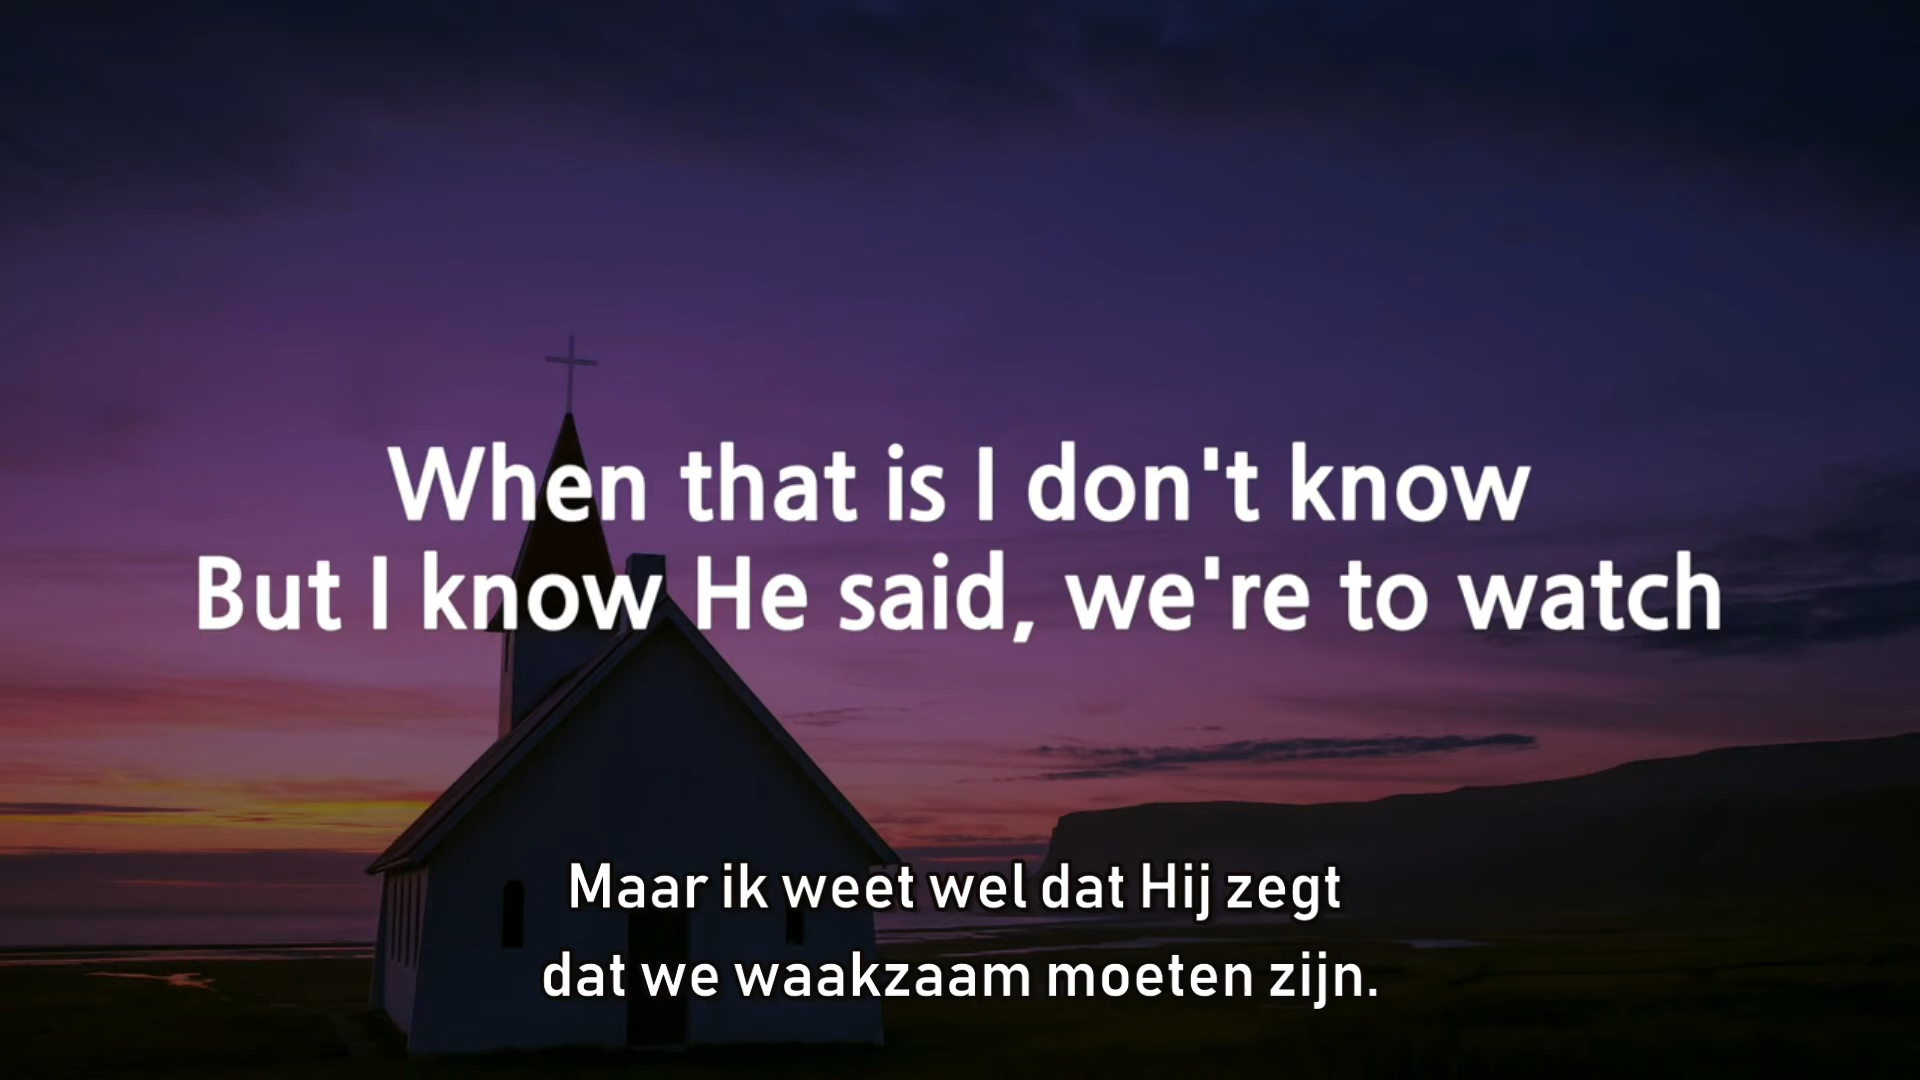 When that is I don't know
But I know He said, we're to watch
Maar ik weet wel dat Hij zegt
dat we waakzaam moeten zijn.